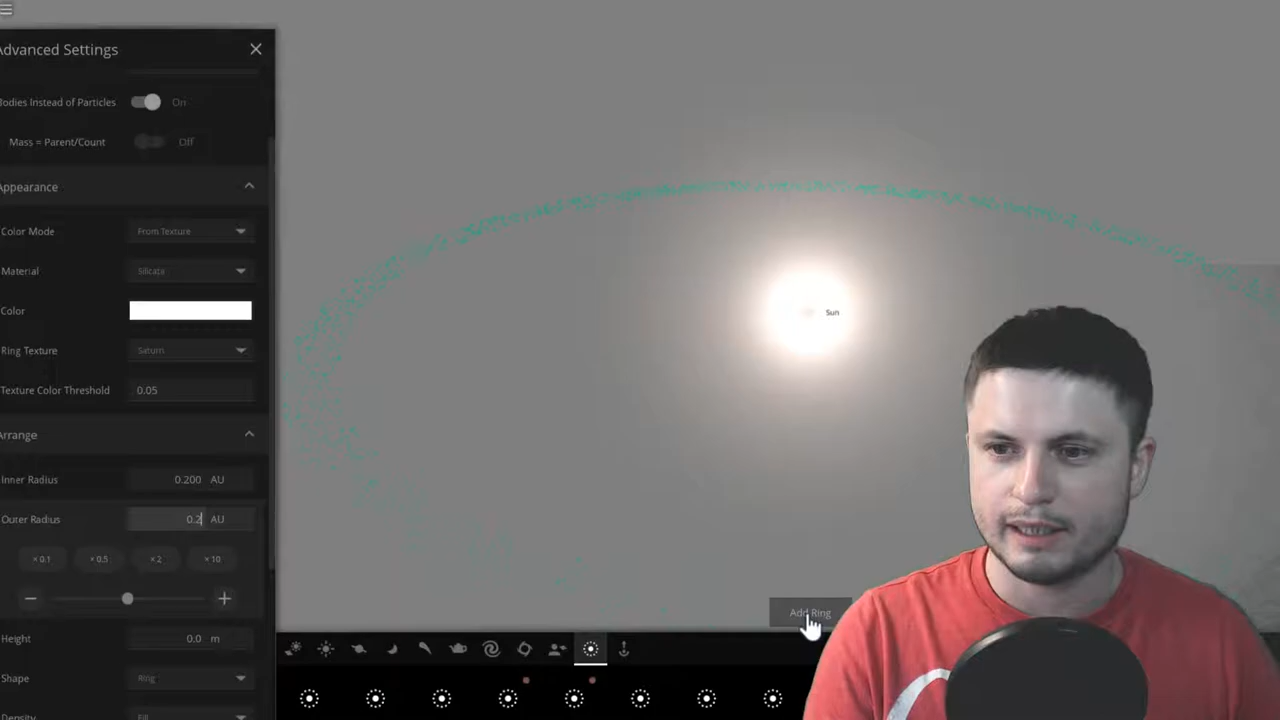 Advanced Settings
Bodies Instead of Particles On
Mass = Parent/Count Off
Appearance
Color Mode From Texture
Material Silicate
Color
Ring Texture Saturn
Texture Color Threshold 0.05
Arrange
Inner Radius 0.200 AU
Outer Radius 0.2 AU
× 0.1 × 0.5 × 2 × 10
Height 0.0 m
Shape Ring
Density Fill
Sun
Add Ring